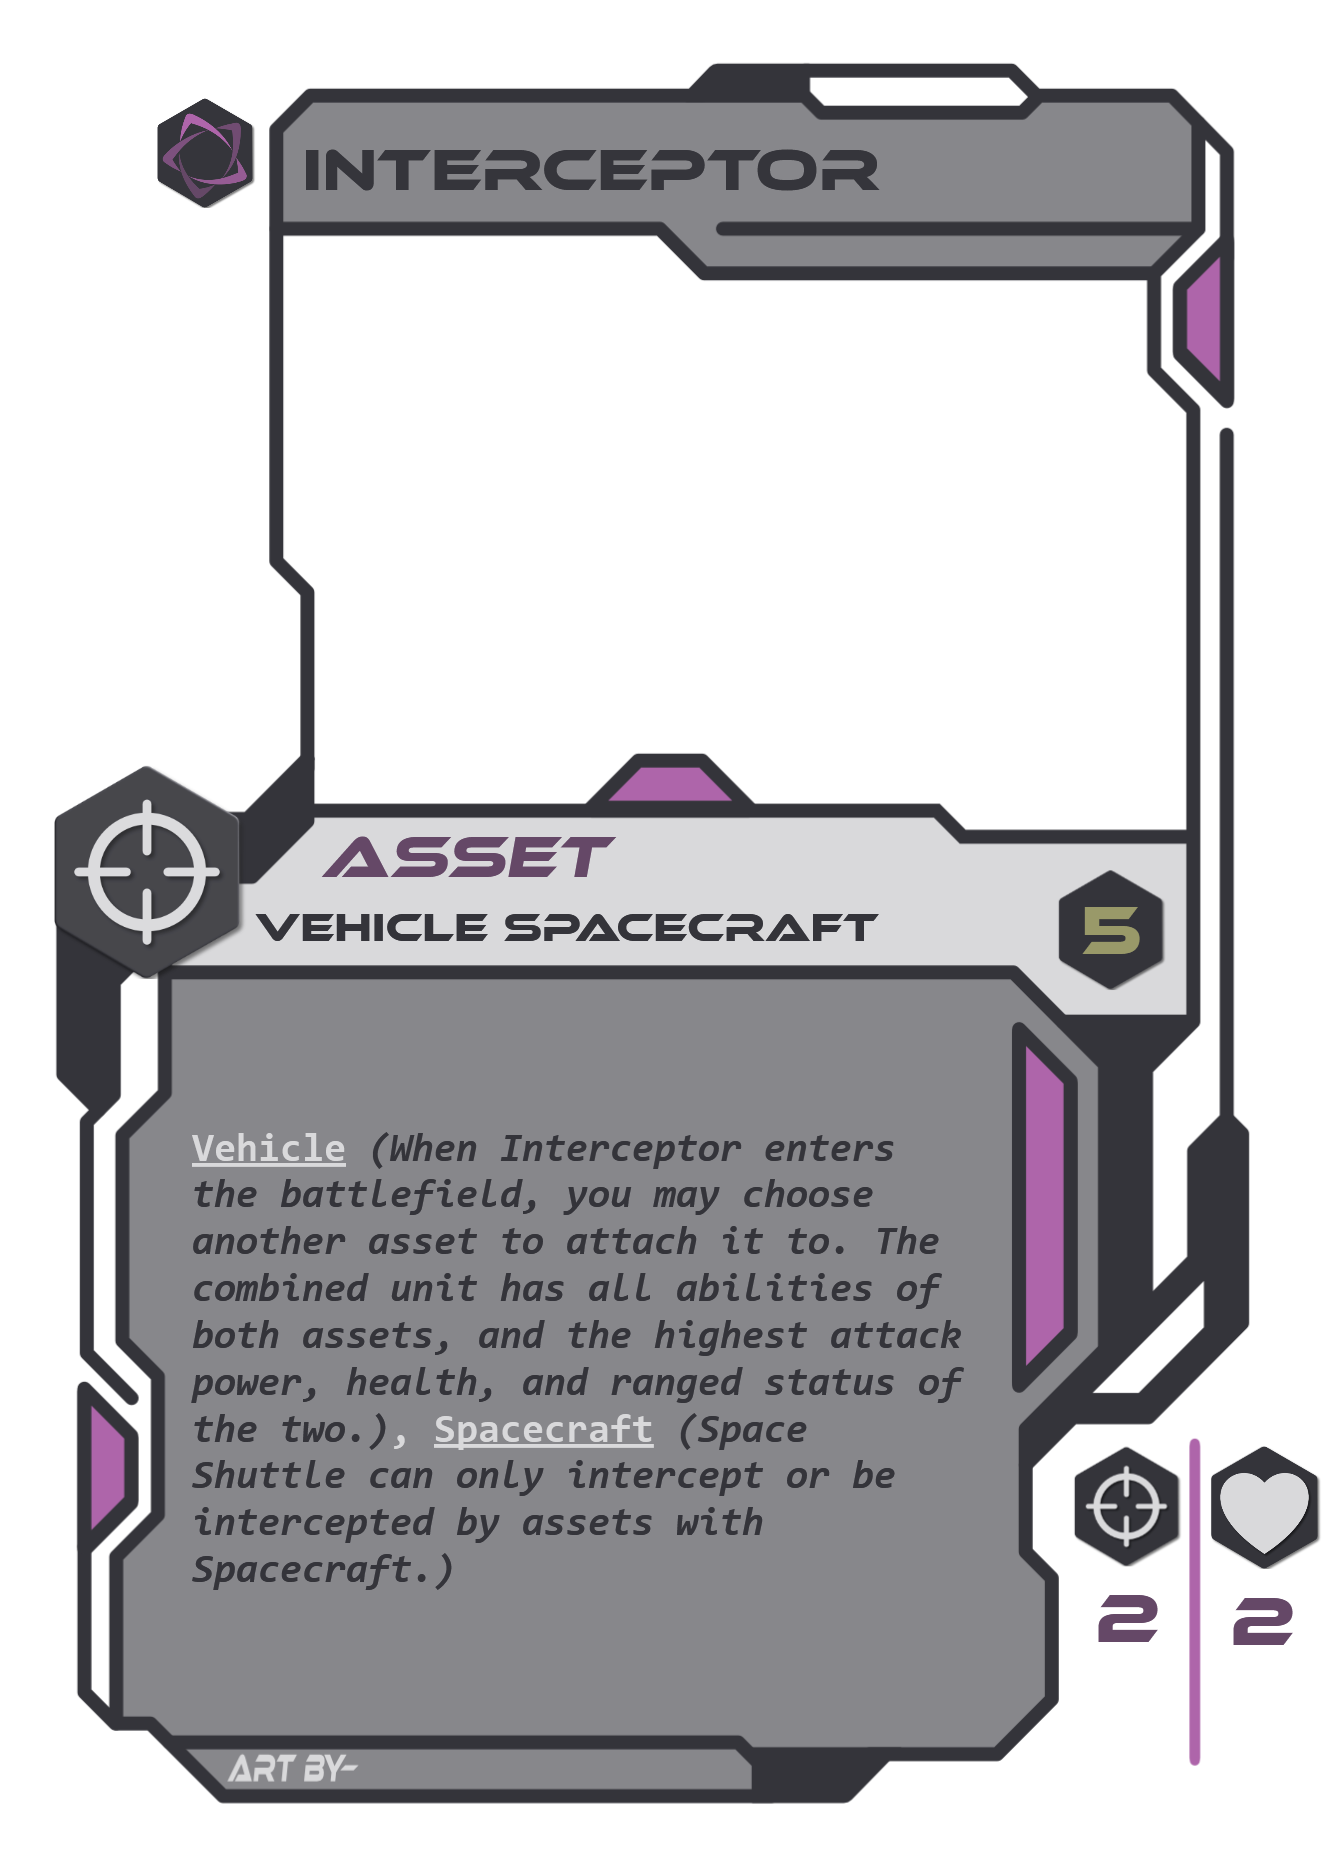 INTERCEPTOR
ASSET
VEHICLE SPACECRAFT
5
Vehicle (When Interceptor enters
the battlefield, you may choose
another asset to attach it to. The
combined unit has all abilities of
both assets, and the highest attack
power, health, and ranged status of
the two.), Spacecraft (Space
Shuttle can only intercept or be
intercepted by assets with
Spacecraft.)
2 2
ART BY-